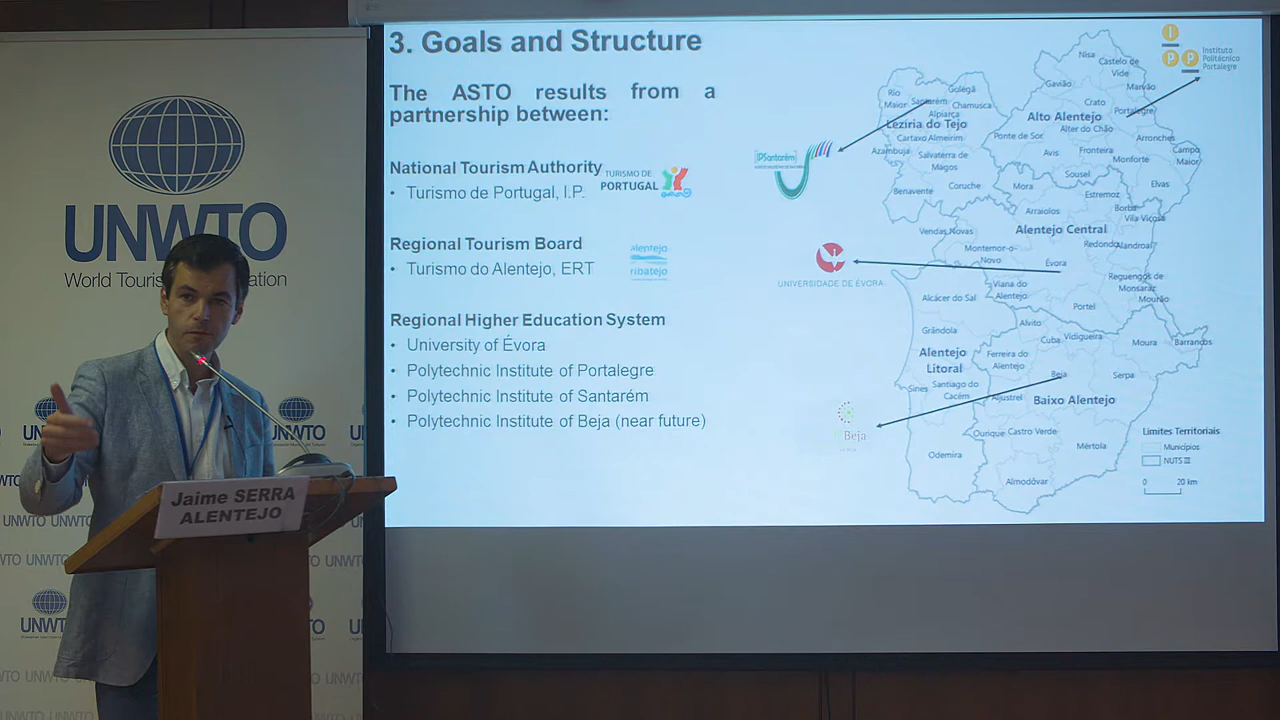 UNWTO
World Touris
ation
Jaime SERRA
ALENTEJO
3. Goals and Structure
The ASTO results from a
partnership between:
National Tourism Authority
• Turismo de Portugal, I.P.
TURISMO DE
PORTUGAL
Regional Tourism Board
• Turismo do Alentejo, ERT
alentejo
ribatejo
Regional Higher Education System
• University of Évora
• Polytechnic Institute of Portalegre
• Polytechnic Institute of Santarém
• Polytechnic Institute of Beja (near future)
IPSantarém
UNIVERSIDADE DE ÉVORA
Beja
I
P P
Instituto
Politécnico
Portalegre
Nisa
Castelo de
Vide
Gavião
Marvão
Crato
Portalegre
Alto Alentejo
Alter do Chão
Ponte de Sor
Arronches
Avis
Fronteira
Monforte
Campo
Maior
Sousel
Elvas
Rio
Maior
Santarém
Golegã
Chamusca
Alpiarça
Leziria do Tejo
Cartaxo
Almeirim
Azambuja
Salvaterra de
Magos
Benavente
Coruche
Mora
Estremoz
Arraiolos
Borba
Vila Viçosa
Alentejo Central
Vendas Novas
Montemor-o-
Novo
Redondo
Alandroal
Évora
Reguengos de
Monsaraz
Viana do
Alentejo
Mourão
Portel
Alcácer do Sal
Alvito
Cuba
Vidigueira
Moura
Barrancos
Grândola
Alentejo
Litoral
Ferreira do
Alentejo
Beja
Serpa
Sines
Santiago do
Cacém
Aljustrel
Baixo Alentejo
Ourique
Castro Verde
Mértola
Odemira
Almodôvar
Limites Territoriais
Municípios
NUTS III
0 20 km
UNWTO
UNWTO
UNWTO UNWTO
UNWTO
UNWTO